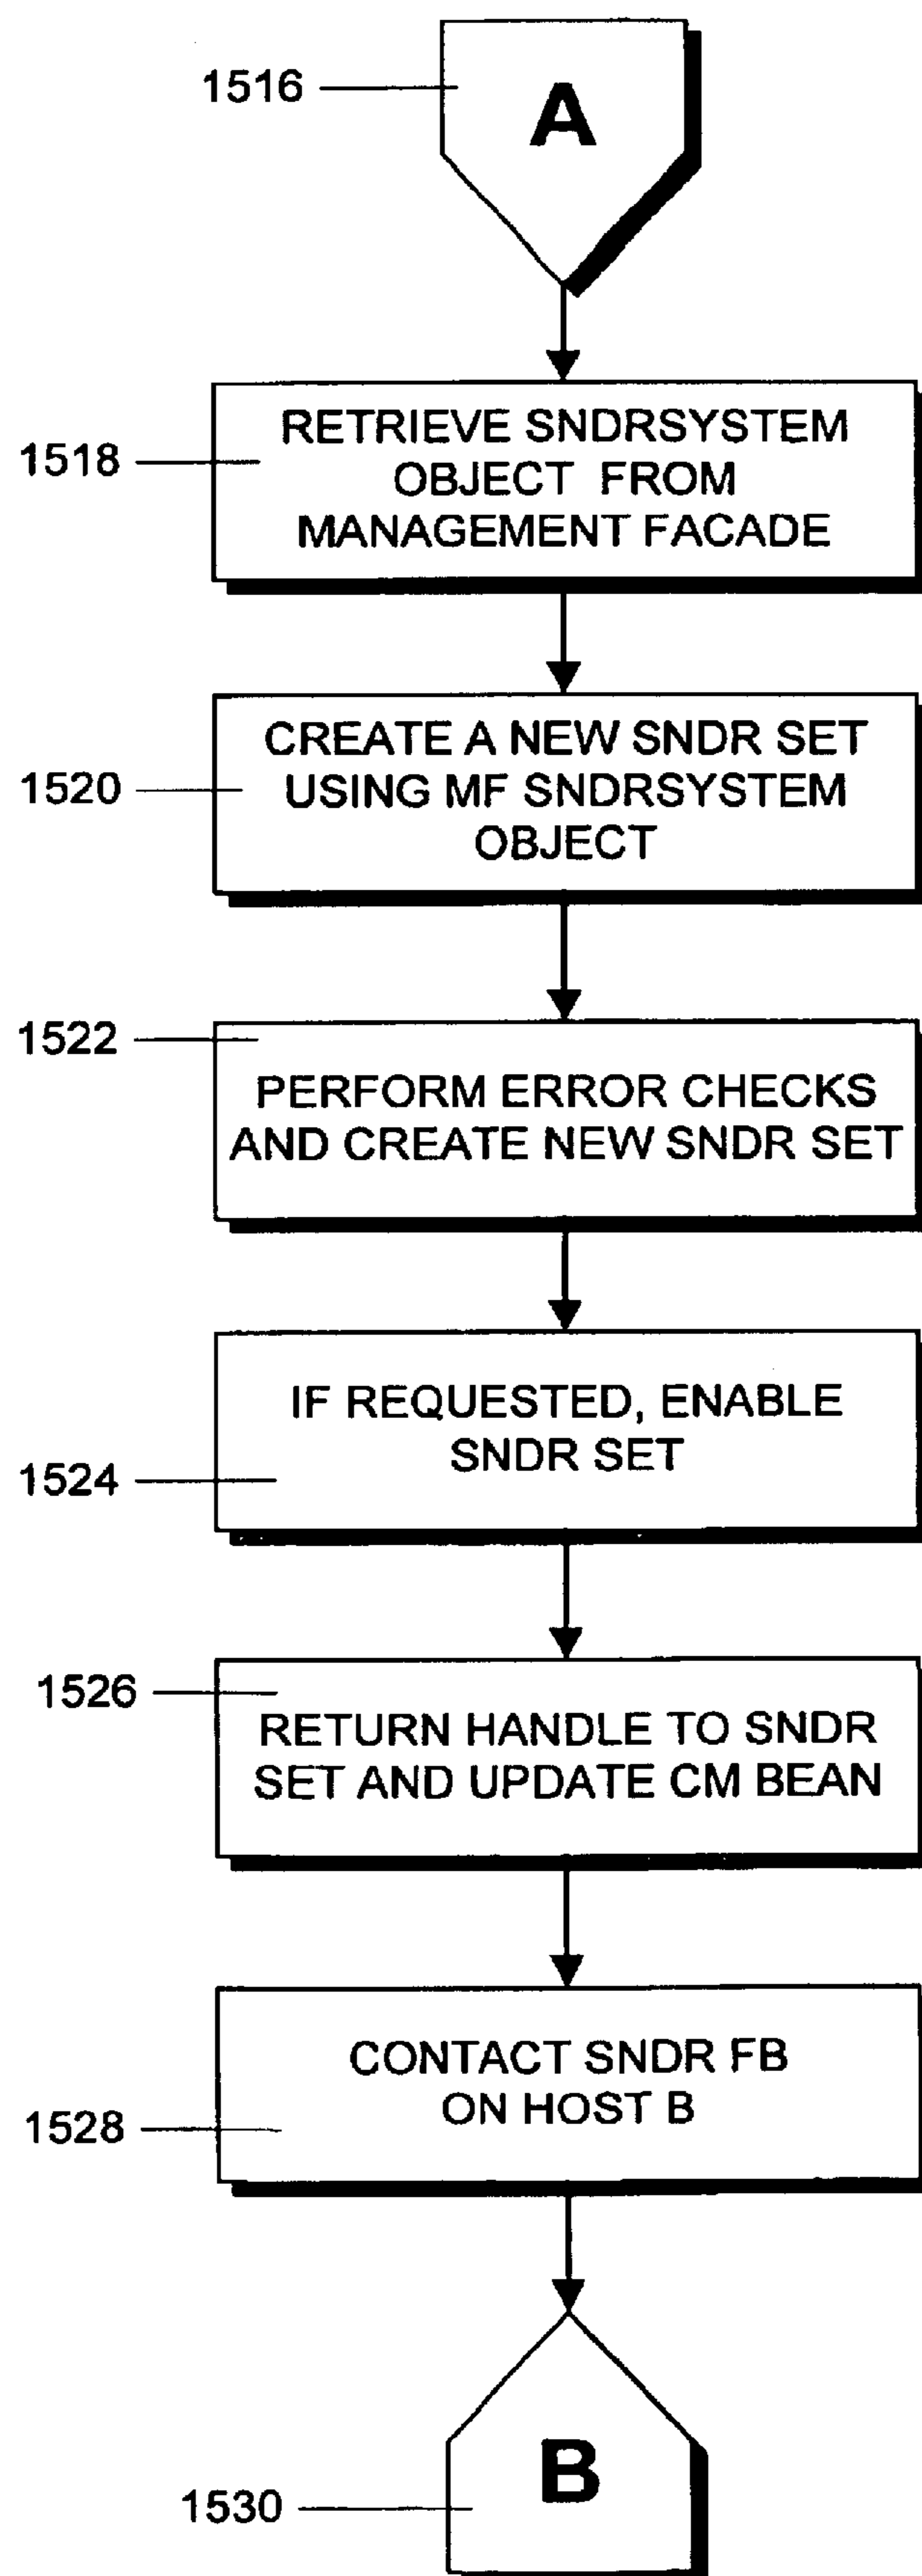 1516
A
1518
RETRIEVE SNDRSYSTEM
OBJECT FROM
MANAGEMENT FACADE
1520
CREATE A NEW SNDR SET
USING MF SNDRSYSTEM
OBJECT
1522
PERFORM ERROR CHECKS
AND CREATE NEW SNDR SET
1524
IF REQUESTED, ENABLE
SNDR SET
1526
RETURN HANDLE TO SNDR
SET AND UPDATE CM BEAN
1528
CONTACT SNDR FB
ON HOST B
1530
B